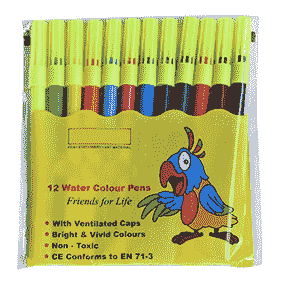 12 Water Colour Pens
Friends for Life
• With Ventilated Caps
• Bright & Vivid Colours
• Non - Toxic
• CE Conforms to EN 71-3